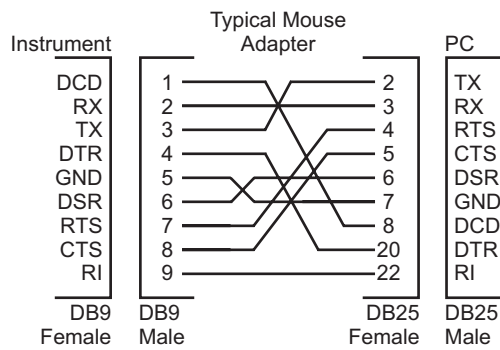 Typical Mouse
Adapter
Instrument PC
DCD 1 2 TX
RX 2 3 RX
TX 3 4 RTS
DTR 4 5 CTS
GND 5 6 DSR
DSR 6 7 GND
RTS 7 8 DCD
CTS 8 20 DTR
RI 9 22 RI
DB9 DB9 DB25 DB25
Female Male Female Male